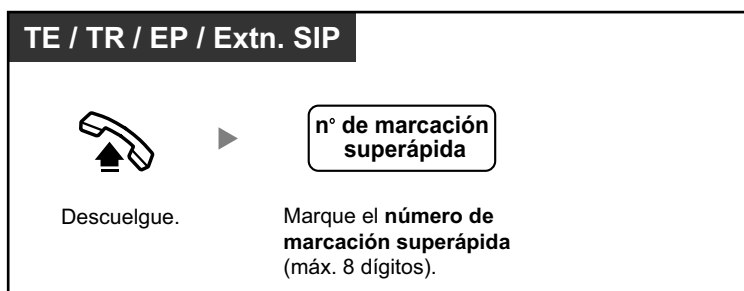 TE / TR / EP / Extn. SIP
n° de marcación
superápida
Descuelgue.
Marque el número de
marcación superápida
(máx. 8 dígitos).